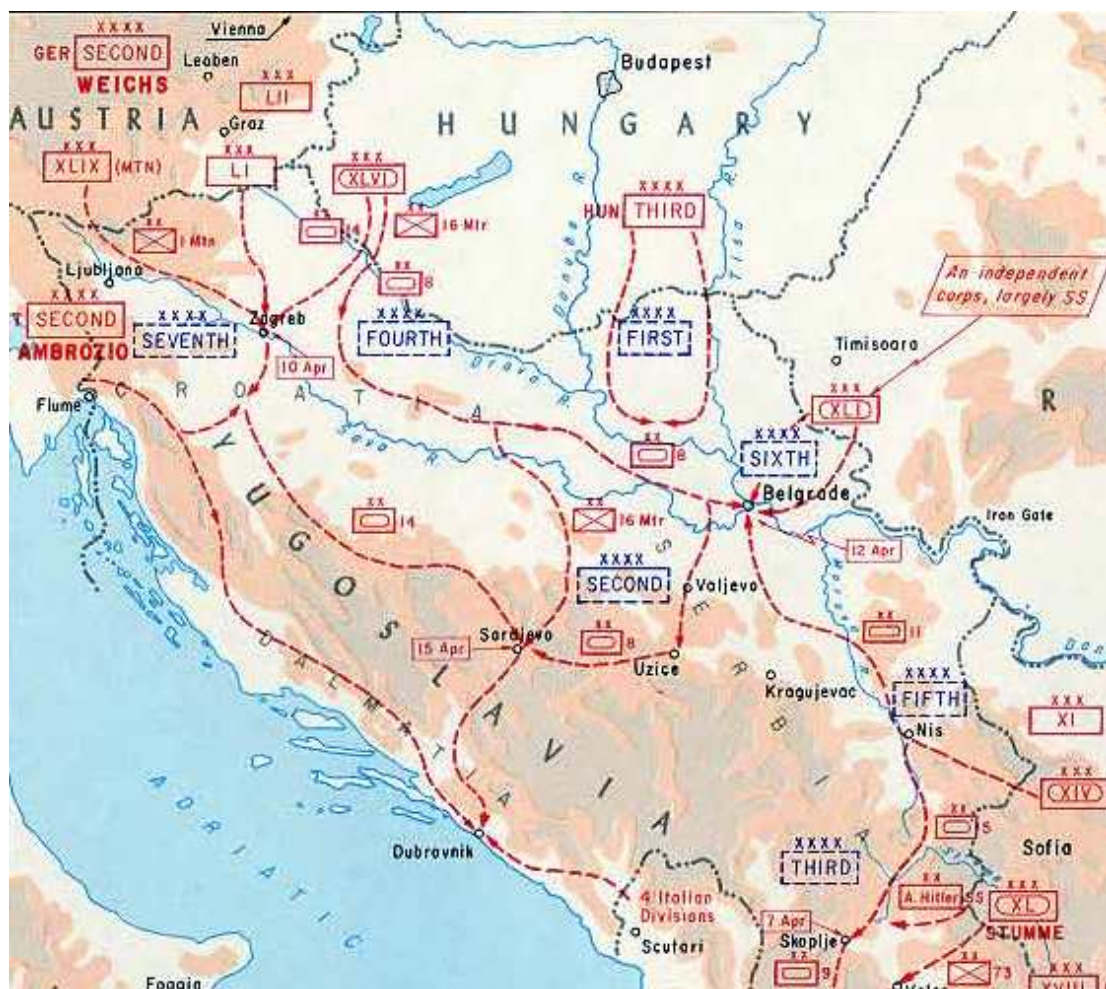 XXXX
Vienna
GER SECOND
WEICHS
Leoben
XXX
LII
Budapest
AUSTRIA
HUNGARY
Graz
XXX
XLIX (MTN)
XXX
LI
XXX
XLVI
XX
1 Mtn
XX
14
XX
16 Mtr
XXXX
HUN THIRD
Danube R
Tisa R
XX
8
An independent
corps, largely SS
Ljubljana
XXXX
SECOND
AMBROZIO
XXXX
SEVENTH
Zagreb
XXXX
FOURTH
XXXX
FIRST
Timisoara
10 Apr
Drava R.
Fiume
CROATIA
XXX
XLI
R
YUGOSLAVIA
Sava R.
XX
8
XXXX
SIXTH
Belgrade
XX
14
XX
16 Mtr
Iron Gate
12 Apr
Morava R
XXXX
SECOND
Valjevo
SERBIA
XX
11
15 Apr
Sarajevo
XX
8
Uzice
Kragujevac
DALMATIA
XXXX
FIFTH
Nis
XXX
XI
XXX
XIV
ADRIATIC
XX
5
Sofia
Dubrovnik
XXXX
THIRD
XX
A. Hitler SS
XXX
XL
STUMME
4 Italian
Divisions
7 Apr
Scutari
Skoplje
XX
9
XX
73
XXX
XVIII
Foggia